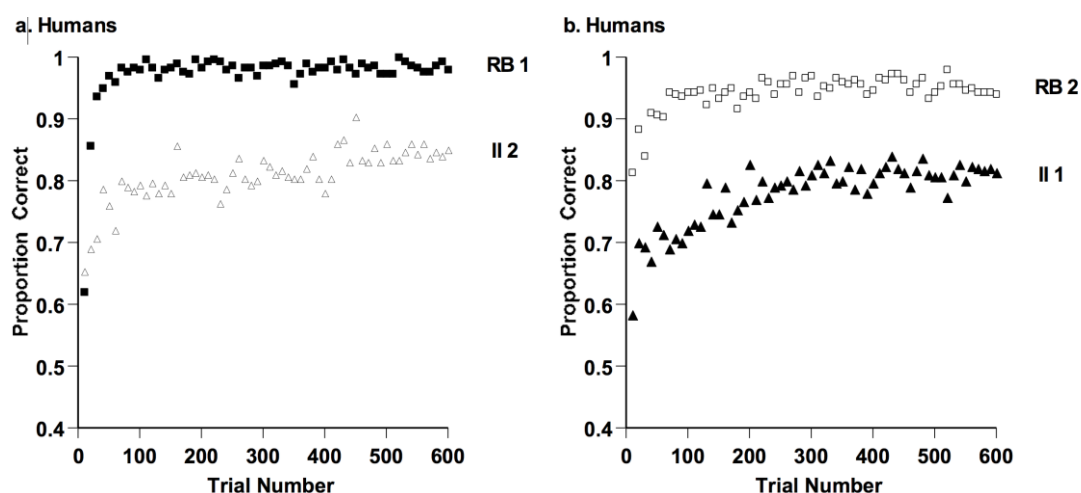 a. Humans
1
0.9
0.8
0.7
0.6
0.5
0.4
Proportion Correct
0
100
200
300
400
500
600
Trial Number
RB 1
II 2
b. Humans
1
0.9
0.8
0.7
0.6
0.5
0.4
Proportion Correct
0
100
200
300
400
500
600
Trial Number
RB 2
II 1